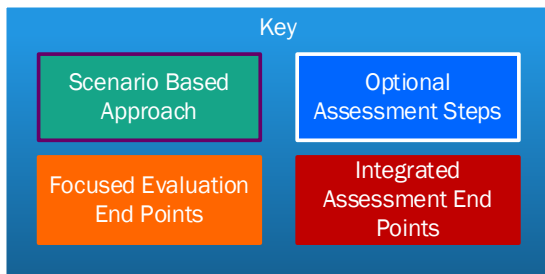 Key
Scenario Based
Approach
Optional
Assessment Steps
Focused Evaluation
End Points
Integrated
Assessment End
Points